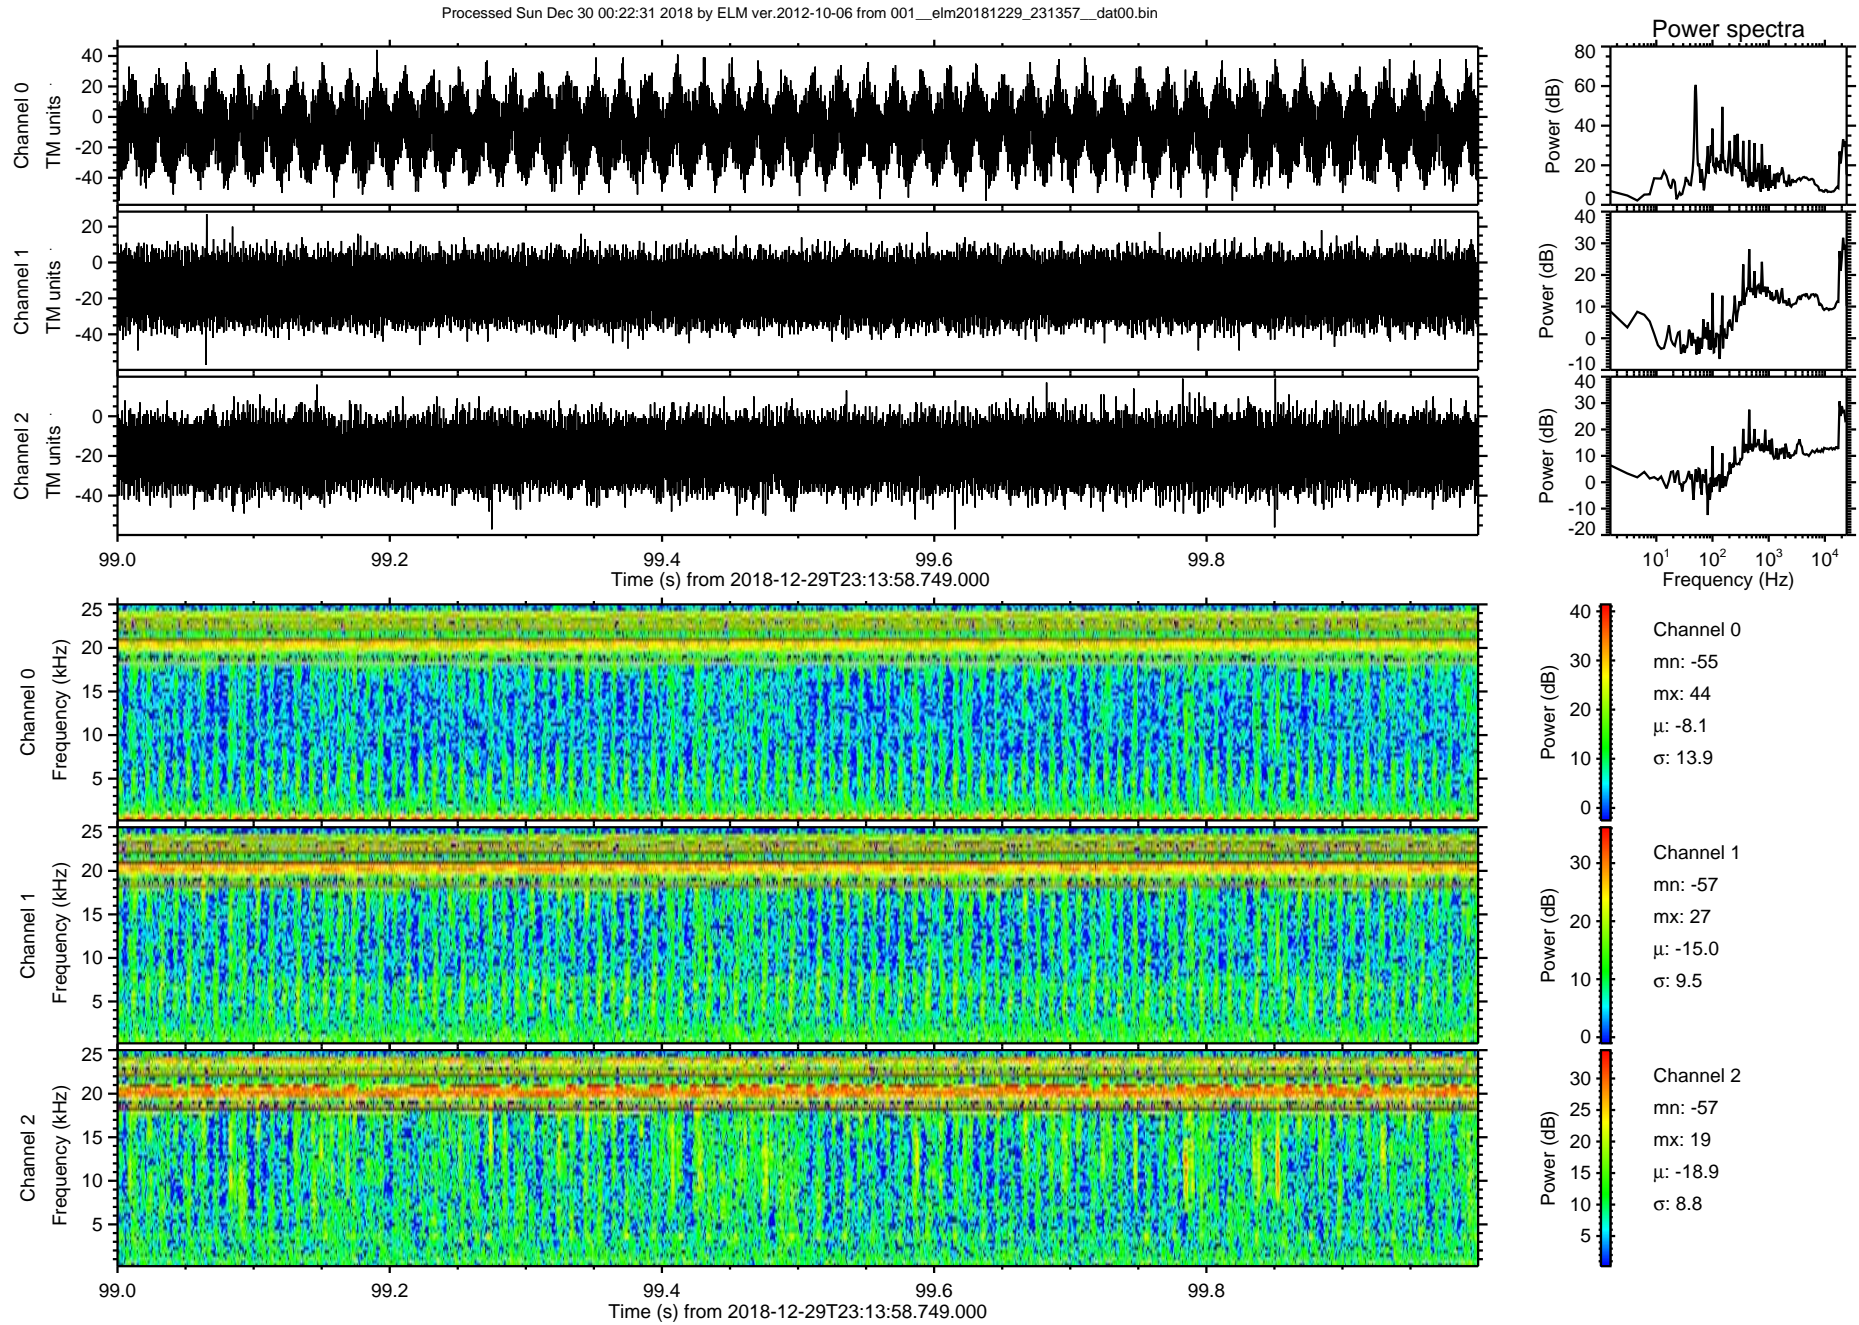 Processed Sun Dec 30 00:22:31 2018 by ELM ver.2012-10-06 from 001__elm20181229_231357__dat00.bin
Power spectra
Channel 0
TM units
40
20
0
-20
-40
Power (dB)
80
60
40
20
0
Channel 1
TM units
20
0
-20
-40
Power (dB)
40
30
20
10
0
-10
Channel 2
TM units
0
-20
-40
Power (dB)
40
30
20
10
0
-10
-20
99.0 99.2 99.4 99.6 99.8
Time (s) from 2018-12-29T23:13:58.749.000
10^1 10^2 10^3 10^4
Frequency (Hz)
Channel 0
Frequency (kHz)
25
20
15
10
5
Power (dB)
40
30
20
10
0
Channel 0
mn: -55
mx: 44
μ: -8.1
σ: 13.9
Channel 1
Frequency (kHz)
25
20
15
10
5
Power (dB)
30
20
10
0
Channel 1
mn: -57
mx: 27
μ: -15.0
σ: 9.5
Channel 2
Frequency (kHz)
25
20
15
10
5
Power (dB)
30
25
20
15
10
5
Channel 2
mn: -57
mx: 19
μ: -18.9
σ: 8.8
99.0 99.2 99.4 99.6 99.8
Time (s) from 2018-12-29T23:13:58.749.000